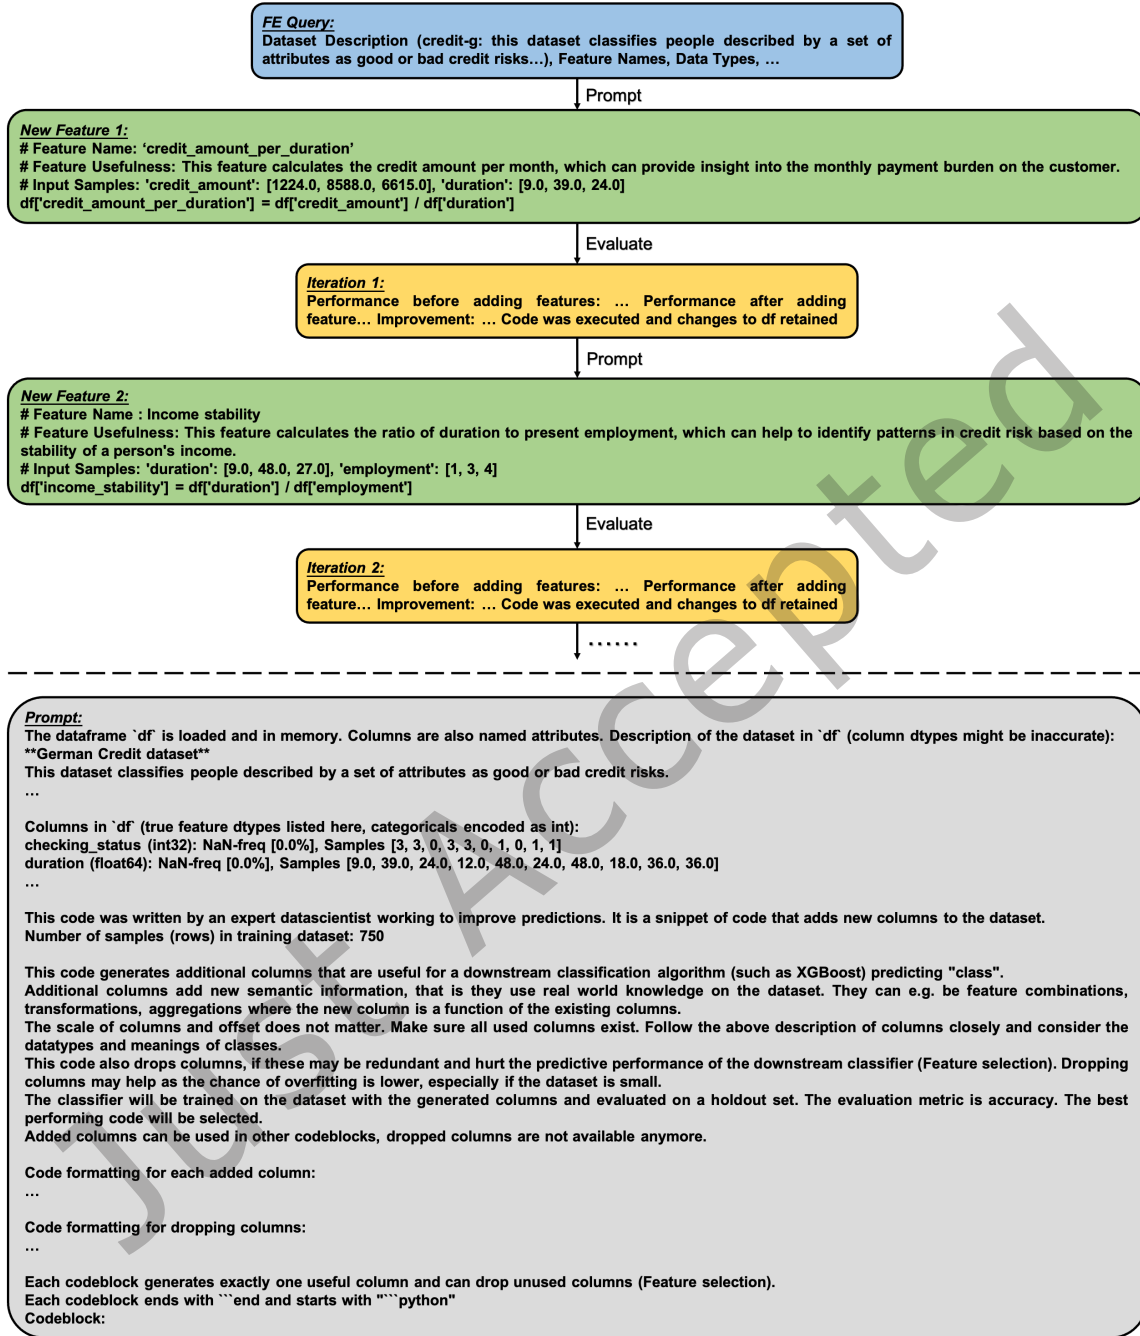 FE Query:
Dataset Description (credit-g: this dataset classifies people described by a set of
attributes as good or bad credit risks...), Feature Names, Data Types, ...
Prompt
New Feature 1:
# Feature Name: ‘credit_amount_per_duration’
# Feature Usefulness: This feature calculates the credit amount per month, which can provide insight into the monthly payment burden on the customer.
# Input Samples: 'credit_amount': [1224.0, 8588.0, 6615.0], 'duration': [9.0, 39.0, 24.0]
df['credit_amount_per_duration'] = df['credit_amount'] / df['duration']
Evaluate
Iteration 1:
Performance before adding features: ... Performance after adding
feature... Improvement: ... Code was executed and changes to df retained
Prompt
New Feature 2:
# Feature Name : Income stability
# Feature Usefulness: This feature calculates the ratio of duration to present employment, which can help to identify patterns in credit risk based on the
stability of a person's income.
# Input Samples: 'duration': [9.0, 48.0, 27.0], 'employment': [1, 3, 4]
df['income_stability'] = df['duration'] / df['employment']
Evaluate
Iteration 2:
Performance before adding features: ... Performance after adding
feature... Improvement: ... Code was executed and changes to df retained
......
Prompt:
The dataframe `df` is loaded and in memory. Columns are also named attributes. Description of the dataset in `df` (column dtypes might be inaccurate):
**German Credit dataset**
This dataset classifies people described by a set of attributes as good or bad credit risks.
...
Columns in `df` (true feature dtypes listed here, categoricals encoded as int):
checking_status (int32): NaN-freq [0.0%], Samples [3, 3, 0, 3, 3, 0, 1, 0, 1, 1]
duration (float64): NaN-freq [0.0%], Samples [9.0, 39.0, 24.0, 12.0, 48.0, 24.0, 48.0, 18.0, 36.0, 36.0]
...
This code was written by an expert datascientist working to improve predictions. It is a snippet of code that adds new columns to the dataset.
Number of samples (rows) in training dataset: 750
This code generates additional columns that are useful for a downstream classification algorithm (such as XGBoost) predicting "class".
Additional columns add new semantic information, that is they use real world knowledge on the dataset. They can e.g. be feature combinations,
transformations, aggregations where the new column is a function of the existing columns.
The scale of columns and offset does not matter. Make sure all used columns exist. Follow the above description of columns closely and consider the
datatypes and meanings of classes.
This code also drops columns, if these may be redundant and hurt the predictive performance of the downstream classifier (Feature selection). Dropping
columns may help as the chance of overfitting is lower, especially if the dataset is small.
The classifier will be trained on the dataset with the generated columns and evaluated on a holdout set. The evaluation metric is accuracy. The best
performing code will be selected.
Added columns can be used in other codeblocks, dropped columns are not available anymore.
Code formatting for each added column:
...
Code formatting for dropping columns:
...
Each codeblock generates exactly one useful column and can drop unused columns (Feature selection).
Each codeblock ends with ```end and starts with "```python"
Codeblock:
Just Accepted